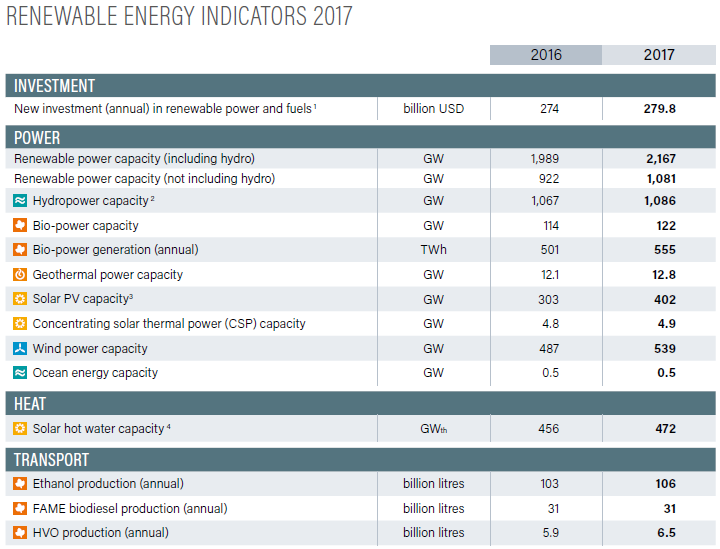 RENEWABLE ENERGY INDICATORS 2017
2016 2017
INVESTMENT
New investment (annual) in renewable power and fuels¹ billion USD 274 279.8
POWER
Renewable power capacity (including hydro) GW 1,989 2,167
Renewable power capacity (not including hydro) GW 922 1,081
Hydropower capacity² GW 1,067 1,086
Bio-power capacity GW 114 122
Bio-power generation (annual) TWh 501 555
Geothermal power capacity GW 12.1 12.8
Solar PV capacity³ GW 303 402
Concentrating solar thermal power (CSP) capacity GW 4.8 4.9
Wind power capacity GW 487 539
Ocean energy capacity GW 0.5 0.5
HEAT
Solar hot water capacity⁴ GWth 456 472
TRANSPORT
Ethanol production (annual) billion litres 103 106
FAME biodiesel production (annual) billion litres 31 31
HVO production (annual) billion litres 5.9 6.5